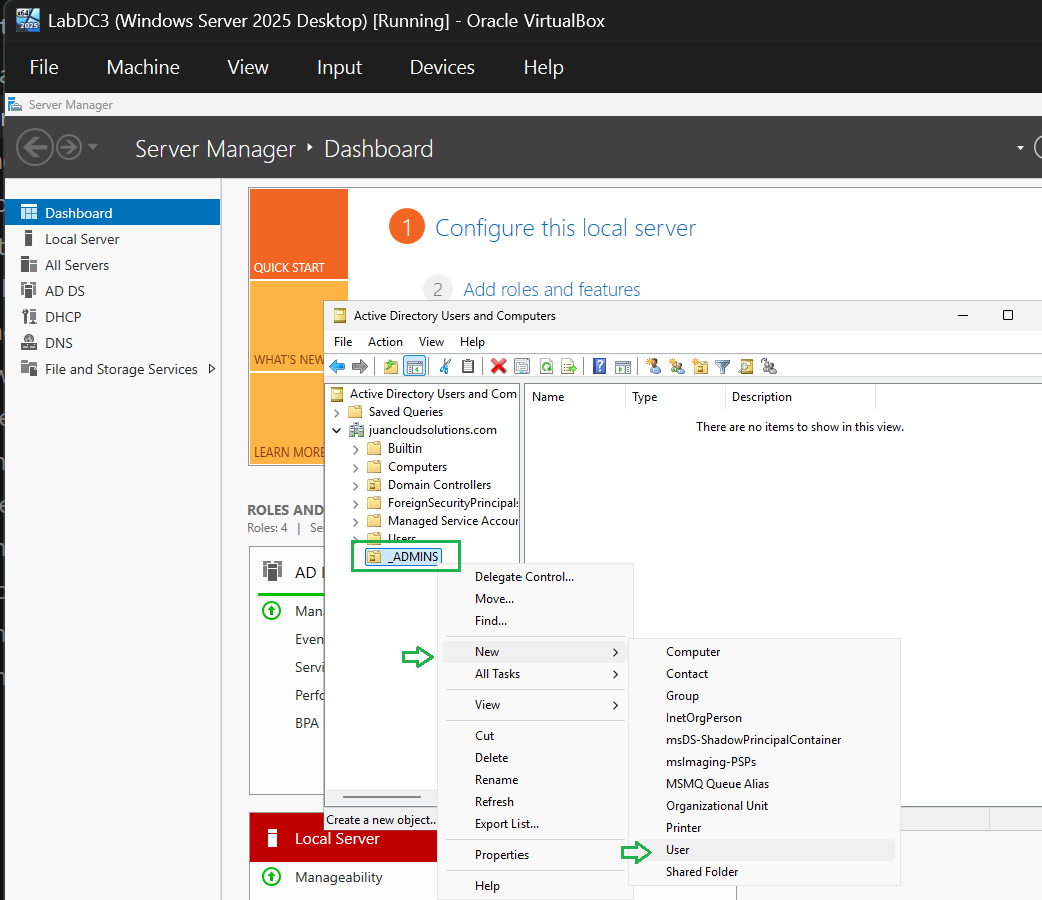 LabDC3 (Windows Server 2025 Desktop) [Running] - Oracle VirtualBox
File Machine View Input Devices Help
Server Manager
Server Manager ‣ Dashboard
Dashboard
Local Server
All Servers
AD DS
DHCP
DNS
File and Storage Services
QUICK START
WHAT'S NEW
LEARN MORE
1 Configure this local server
2 Add roles and features
ROLES AND
Roles: 4 | Se
AD
Mana
Even
Servi
Perfo
BPA
Local Server
Manageability
Active Directory Users and Computers
File Action View Help
Active Directory Users and Com
Saved Queries
juancloudsolutions.com
Builtin
Computers
Domain Controllers
ForeignSecurityPrincipals
Managed Service Accour
Users
_ADMINS
Name Type Description
There are no items to show in this view.
Create a new object...
Delegate Control...
Move...
Find...
New
All Tasks
View
Cut
Delete
Rename
Refresh
Export List...
Properties
Help
Computer
Contact
Group
InetOrgPerson
msDS-ShadowPrincipalContainer
msImaging-PSPs
MSMQ Queue Alias
Organizational Unit
Printer
User
Shared Folder